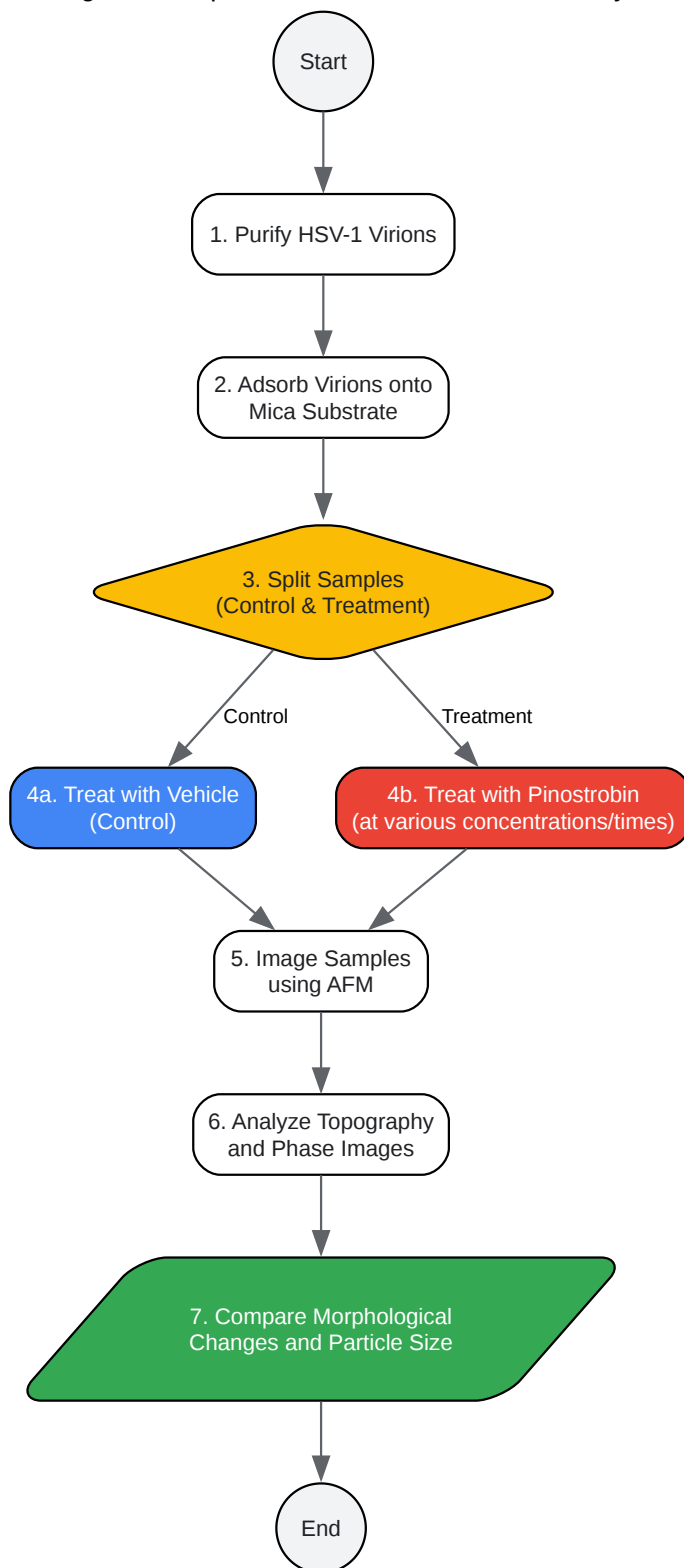 Start
1. Purify HSV-1 Virions
2. Adsorb Virions onto
Mica Substrate
3. Split Samples
(Control & Treatment)
Control
Treatment
4a. Treat with Vehicle
(Control)
4b. Treat with Pinostrobin
(at various concentrations/times)
5. Image Samples
using AFM
6. Analyze Topography
and Phase Images
7. Compare Morphological
Changes and Particle Size
End